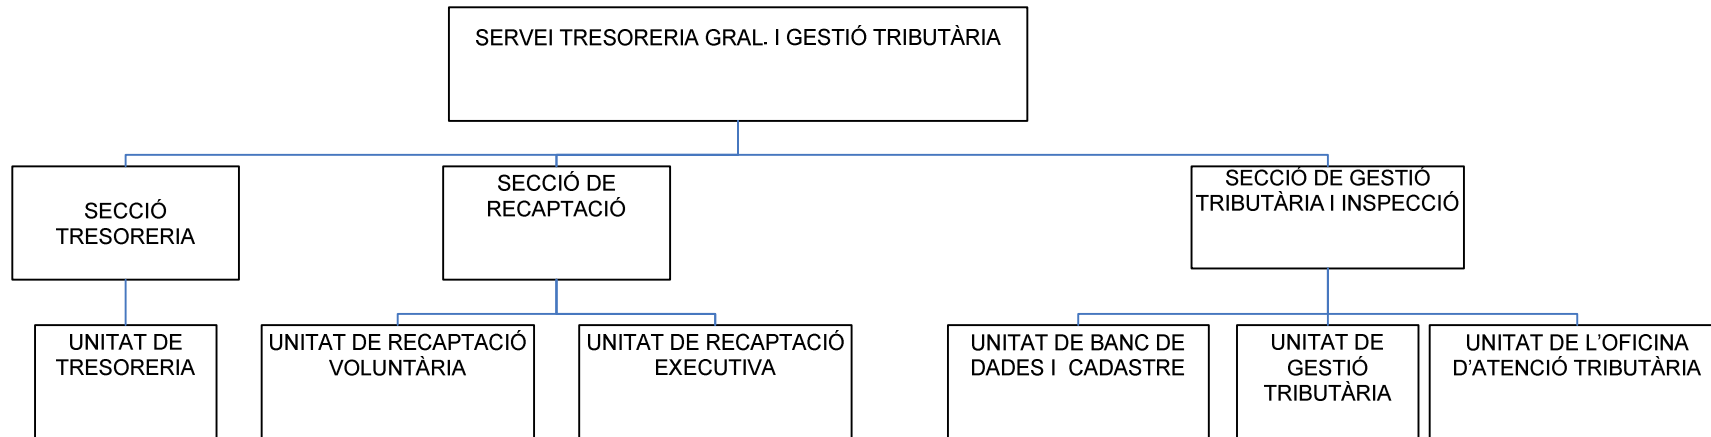 SERVEI TRESORERIA GRAL. I GESTIÓ TRIBUTÀRIA
SECCIÓ
TRESORERIA
SECCIÓ DE
RECAPTACIÓ
SECCIÓ DE GESTIÓ
TRIBUTÀRIA I INSPECCIÓ
UNITAT DE
TRESORERIA
UNITAT DE RECAPTACIÓ
VOLUNTÀRIA
UNITAT DE RECAPTACIÓ
EXECUTIVA
UNITAT DE BANC DE
DADES I  CADASTRE
UNITAT DE
GESTIÓ
TRIBUTÀRIA
UNITAT DE L’OFICINA
D’ATENCIÓ TRIBUTÀRIA